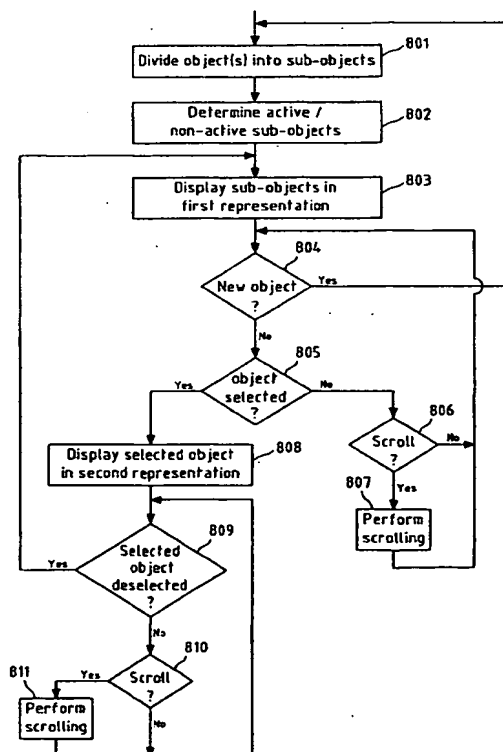 801
Divide object(s) into sub-objects
Determine active /
non-active sub-objects
802
Display sub-objects in
first representation
803
804
New object
?
Yes
No
805
object
selected
?
Yes
No
806
Scroll
?
No
Yes
807
Perform
scrolling
Display selected object
in second representation
808
809
Selected
object
deselected
?
Yes
No
810
Scroll
?
Yes
No
811
Perform
scrolling